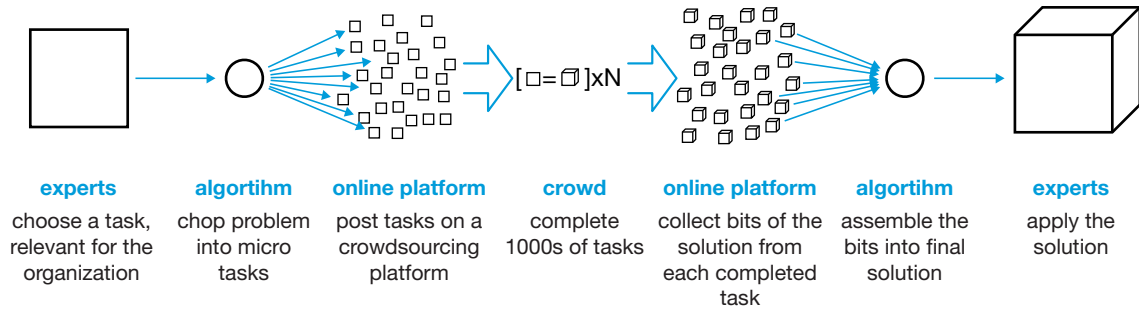 [□=]xN
experts
choose a task,
relevant for the
organization
algortihm
chop problem
into micro
tasks
online platform
post tasks on a
crowdsourcing
platform
crowd
complete
1000s of tasks
online platform
collect bits of the
solution from
each completed
task
algortihm
assemble the
bits into final
solution
experts
apply the
solution